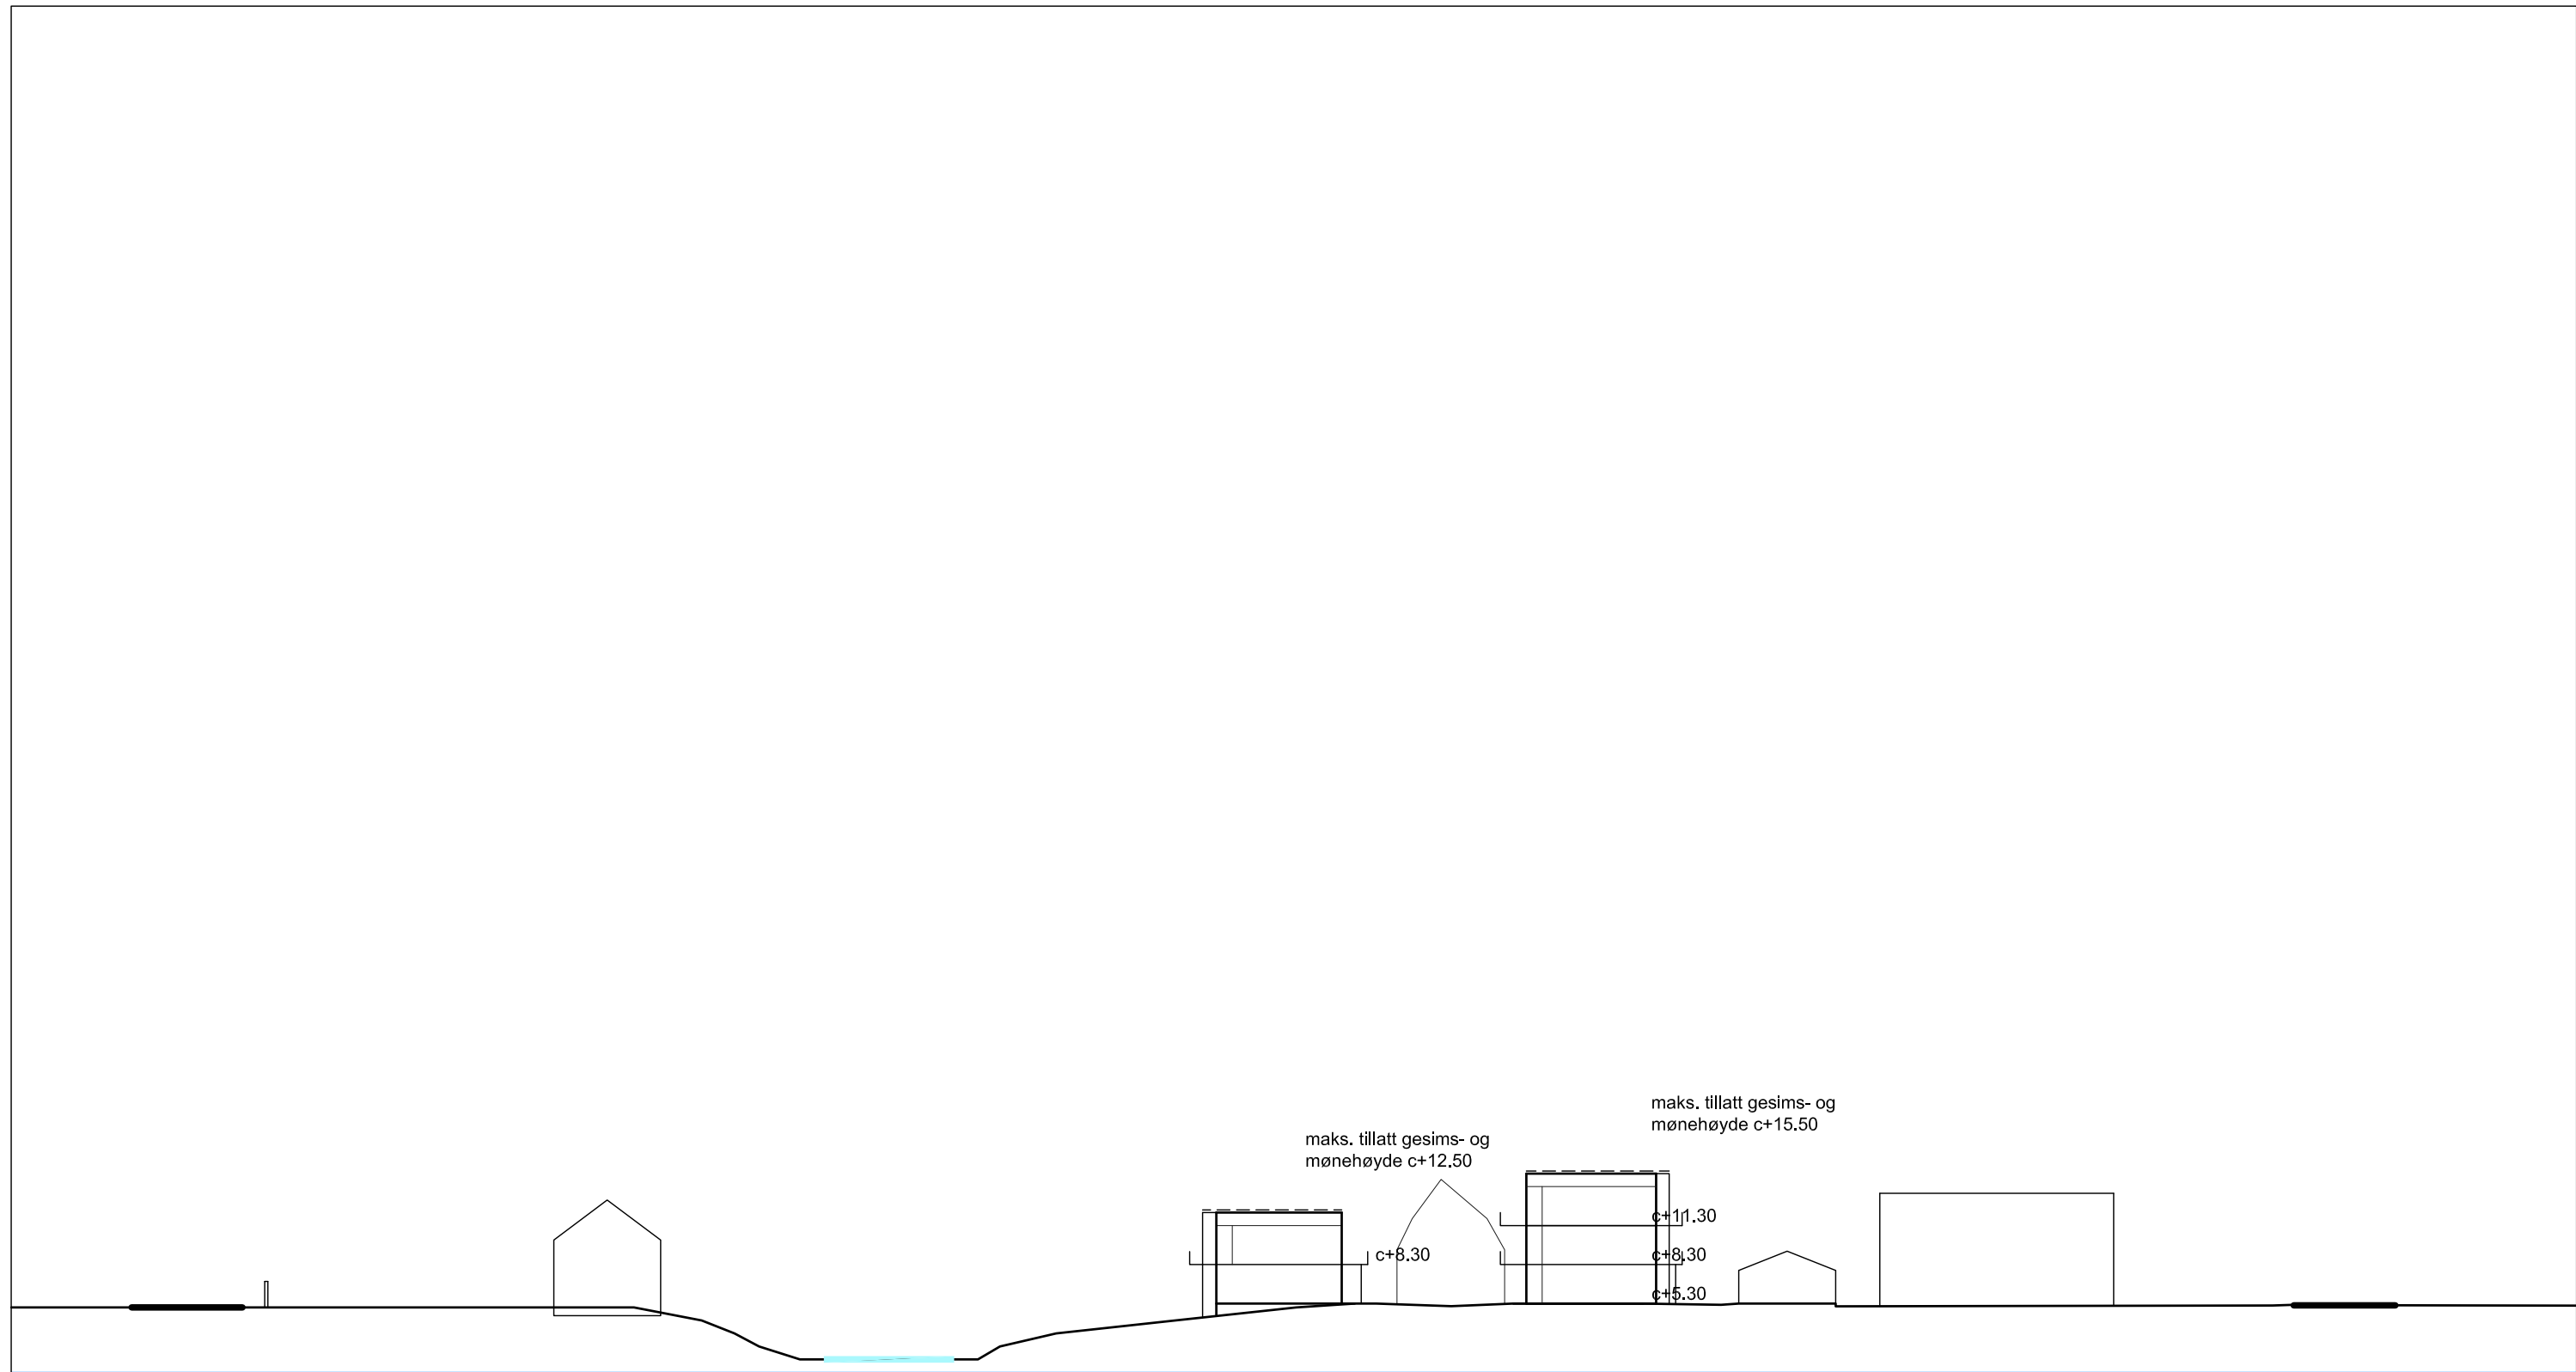 maks. tillatt gesims- og
mønehøyde c+15.50
maks. tillatt gesims- og
mønehøyde c+12.50
c+11.30
c+8.30
c+8.30
c+5.30